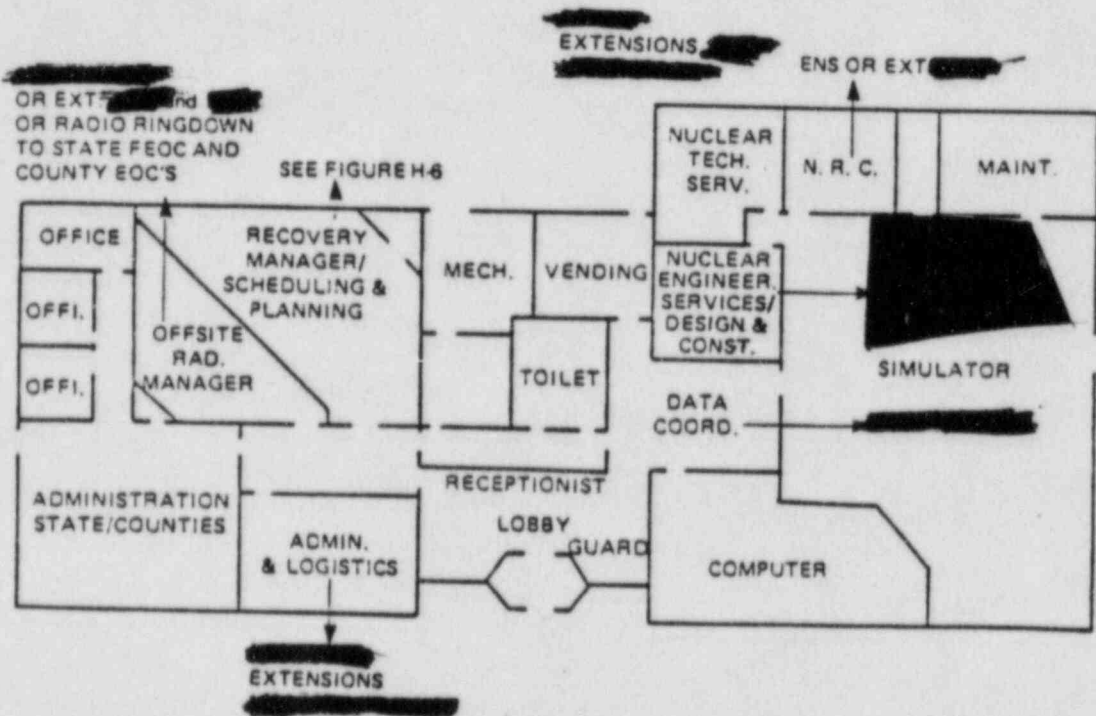 EXTENSIONS
ENS OR EXT
OR EXT. and
OR RADIO RINGDOWN
TO STATE FEOC AND
COUNTY EOC'S
SEE FIGURE H-6
NUCLEAR
TECH.
SERV.
N. R. C.
MAINT.
OFFICE
RECOVERY
MANAGER/
SCHEDULING &
PLANNING
MECH.
VENDING
NUCLEAR
ENGINEER.
SERVICES/
DESIGN &
CONST.
OFFI.
OFFSITE
RAD.
MANAGER
OFFI.
TOILET
SIMULATOR
DATA
COORD.
RECEPTIONIST
ADMINISTRATION
STATE/COUNTIES
LOBBY
GUARD
ADMIN.
& LOGISTICS
COMPUTER
EXTENSIONS